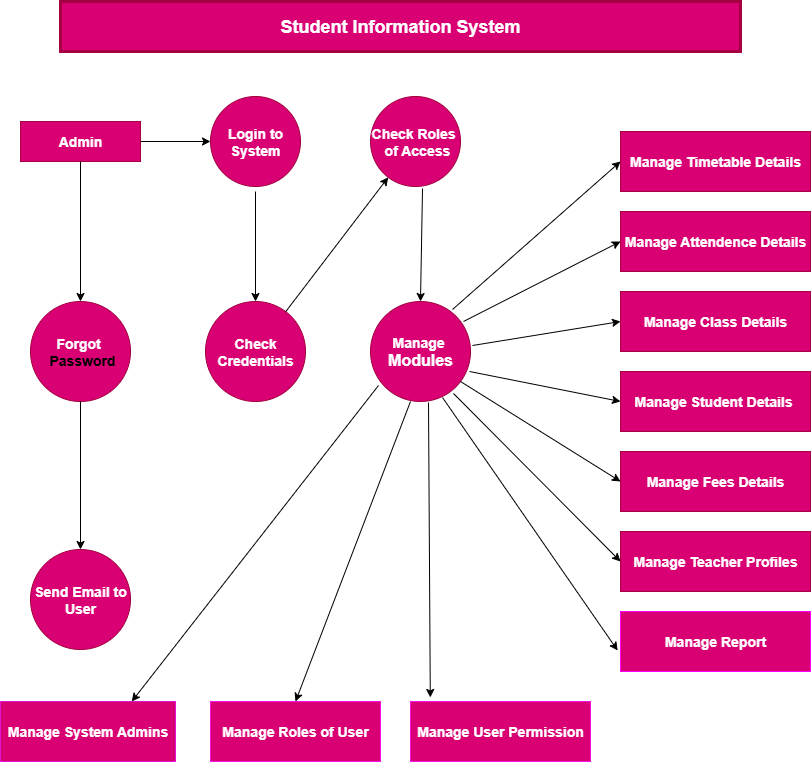 Student Information System
Admin
Login to
System
Check Roles
of Access
Manage Timetable Details
Manage Attendence Details
Manage Class Details
Manage Student Details
Manage Fees Details
Manage Teacher Profiles
Manage Report
Forgot
Password
Check
Credentials
Manage
Modules
Send Email to
User
Manage System Admins
Manage Roles of User
Manage User Permission